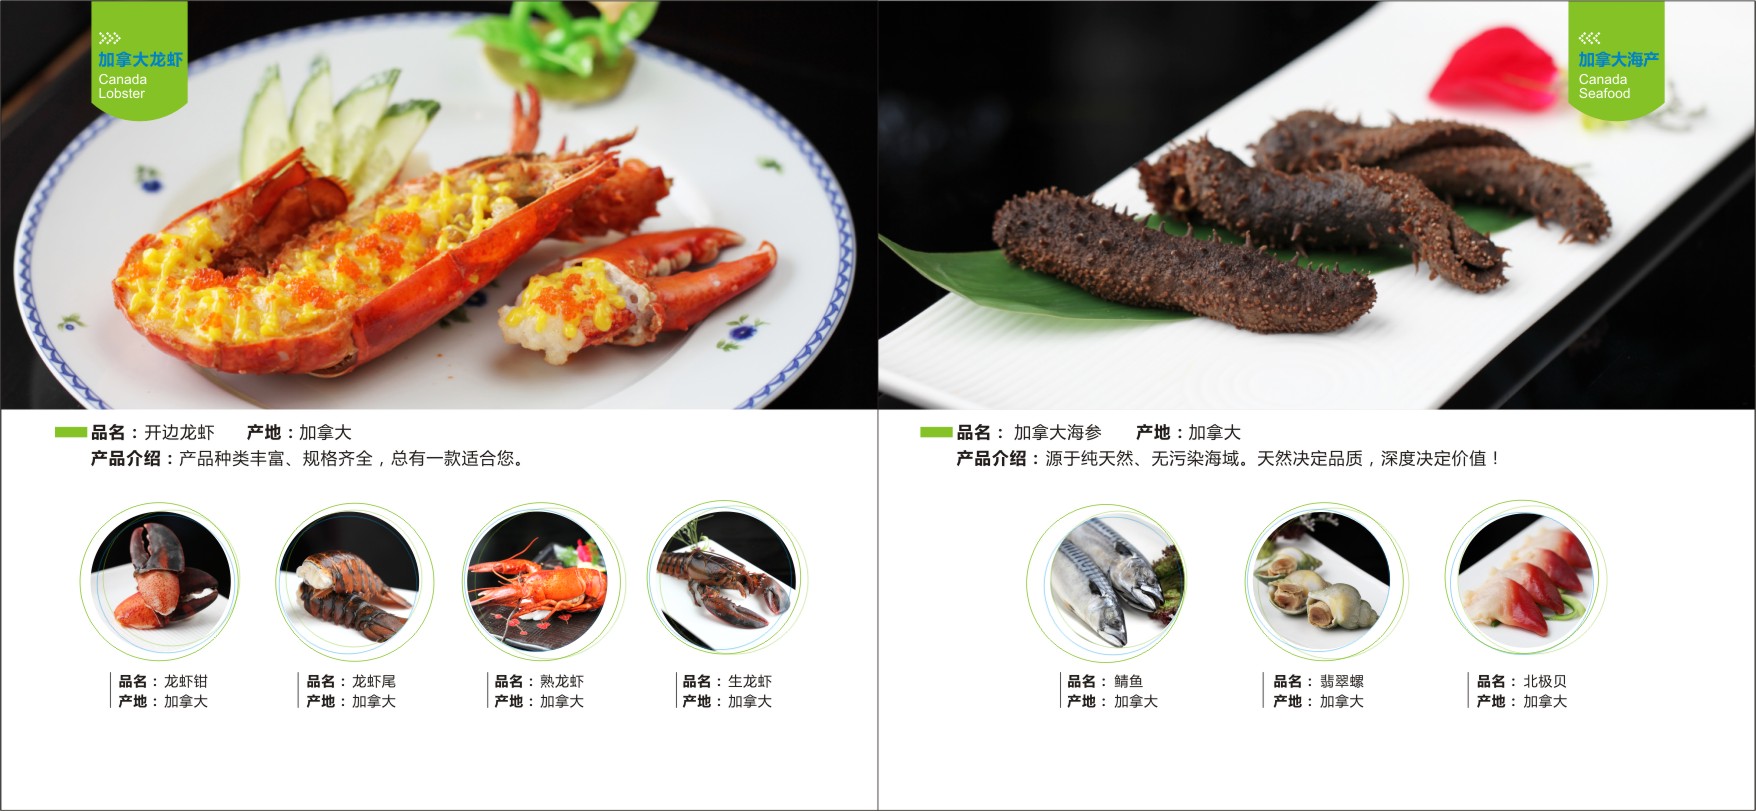 加拿大龙虾
Canada
Lobster
品名：开边龙虾 产地：加拿大
产品介绍：产品种类丰富、规格齐全，总有一款适合您。
品名：龙虾钳
产地：加拿大
品名：龙虾尾
产地：加拿大
品名：熟龙虾
产地：加拿大
品名：生龙虾
产地：加拿大
加拿大海产
Canada
Seafood
品名：加拿大海参 产地：加拿大
产品介绍：源于纯天然、无污染海域。天然决定品质，深度决定价值！
品名：鲭鱼
产地：加拿大
品名：翡翠螺
产地：加拿大
品名：北极贝
产地：加拿大